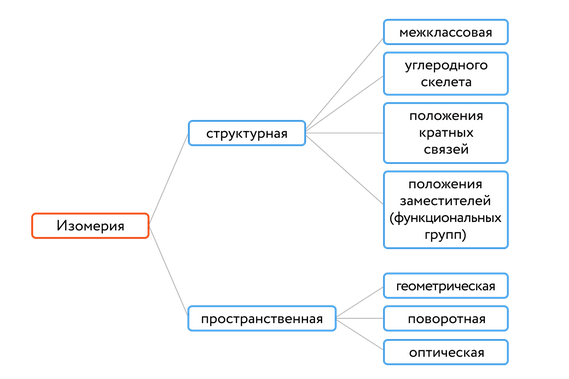 межклассовая
углеродного
скелета
структурная
положения
кратных
связей
положения
заместителей
(функциональных
групп)
Изомерия
геометрическая
пространственная
поворотная
оптическая